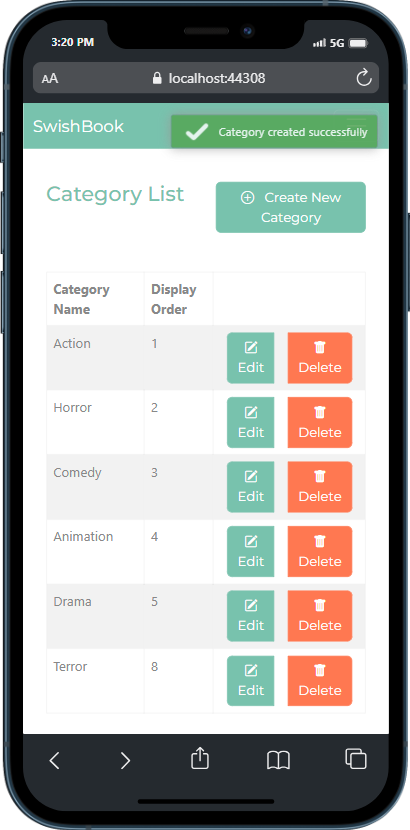 3:20 PM
5G
AA
localhost:44308
SwishBook
Category created successfully
Category List
Create New
Category
Category
Name
Display
Order
Action 1
Edit Delete
Horror 2
Edit Delete
Comedy 3
Edit Delete
Animation 4
Edit Delete
Drama 5
Edit Delete
Terror 8
Edit Delete